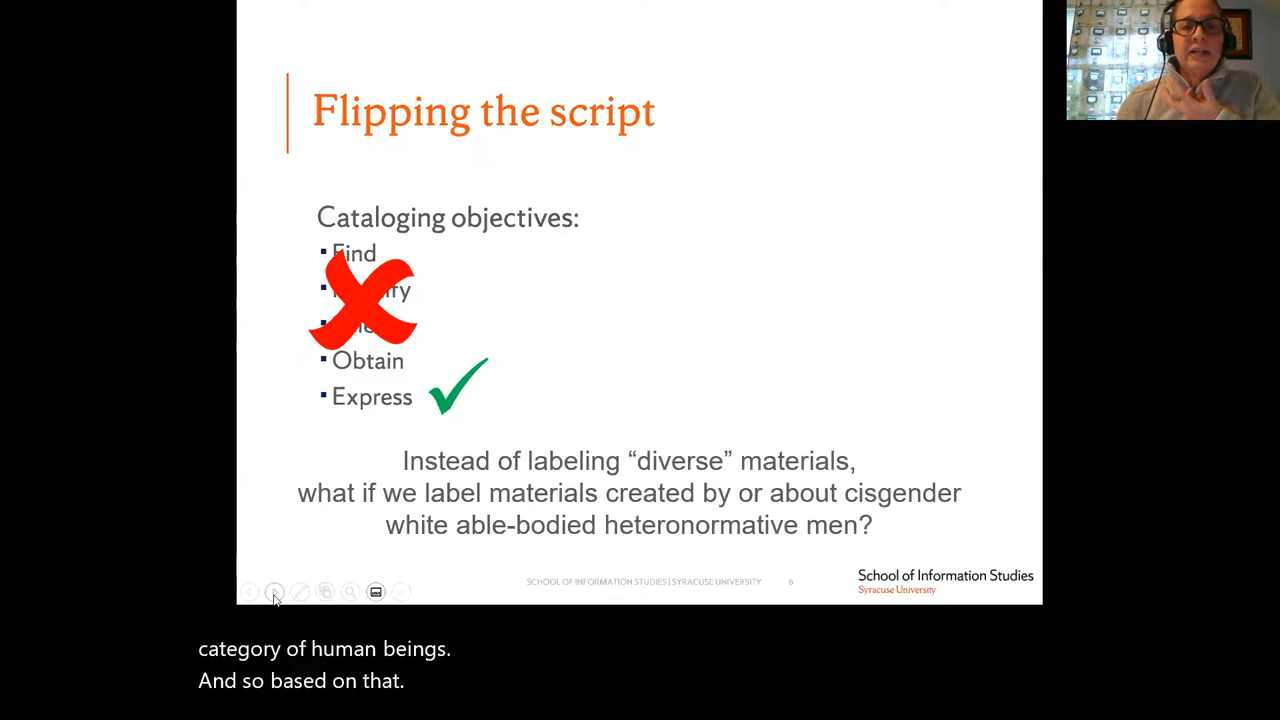 Flipping the script
Cataloging objectives:
Find
Obtain
Express
Instead of labeling “diverse” materials,
what if we label materials created by or about cisgender
white able-bodied heteronormative men?
SCHOOL OF INFORMATION STUDIES | SYRACUSE UNIVERSITY 6
School of Information Studies
Syracuse University
category of human beings.
And so based on that.